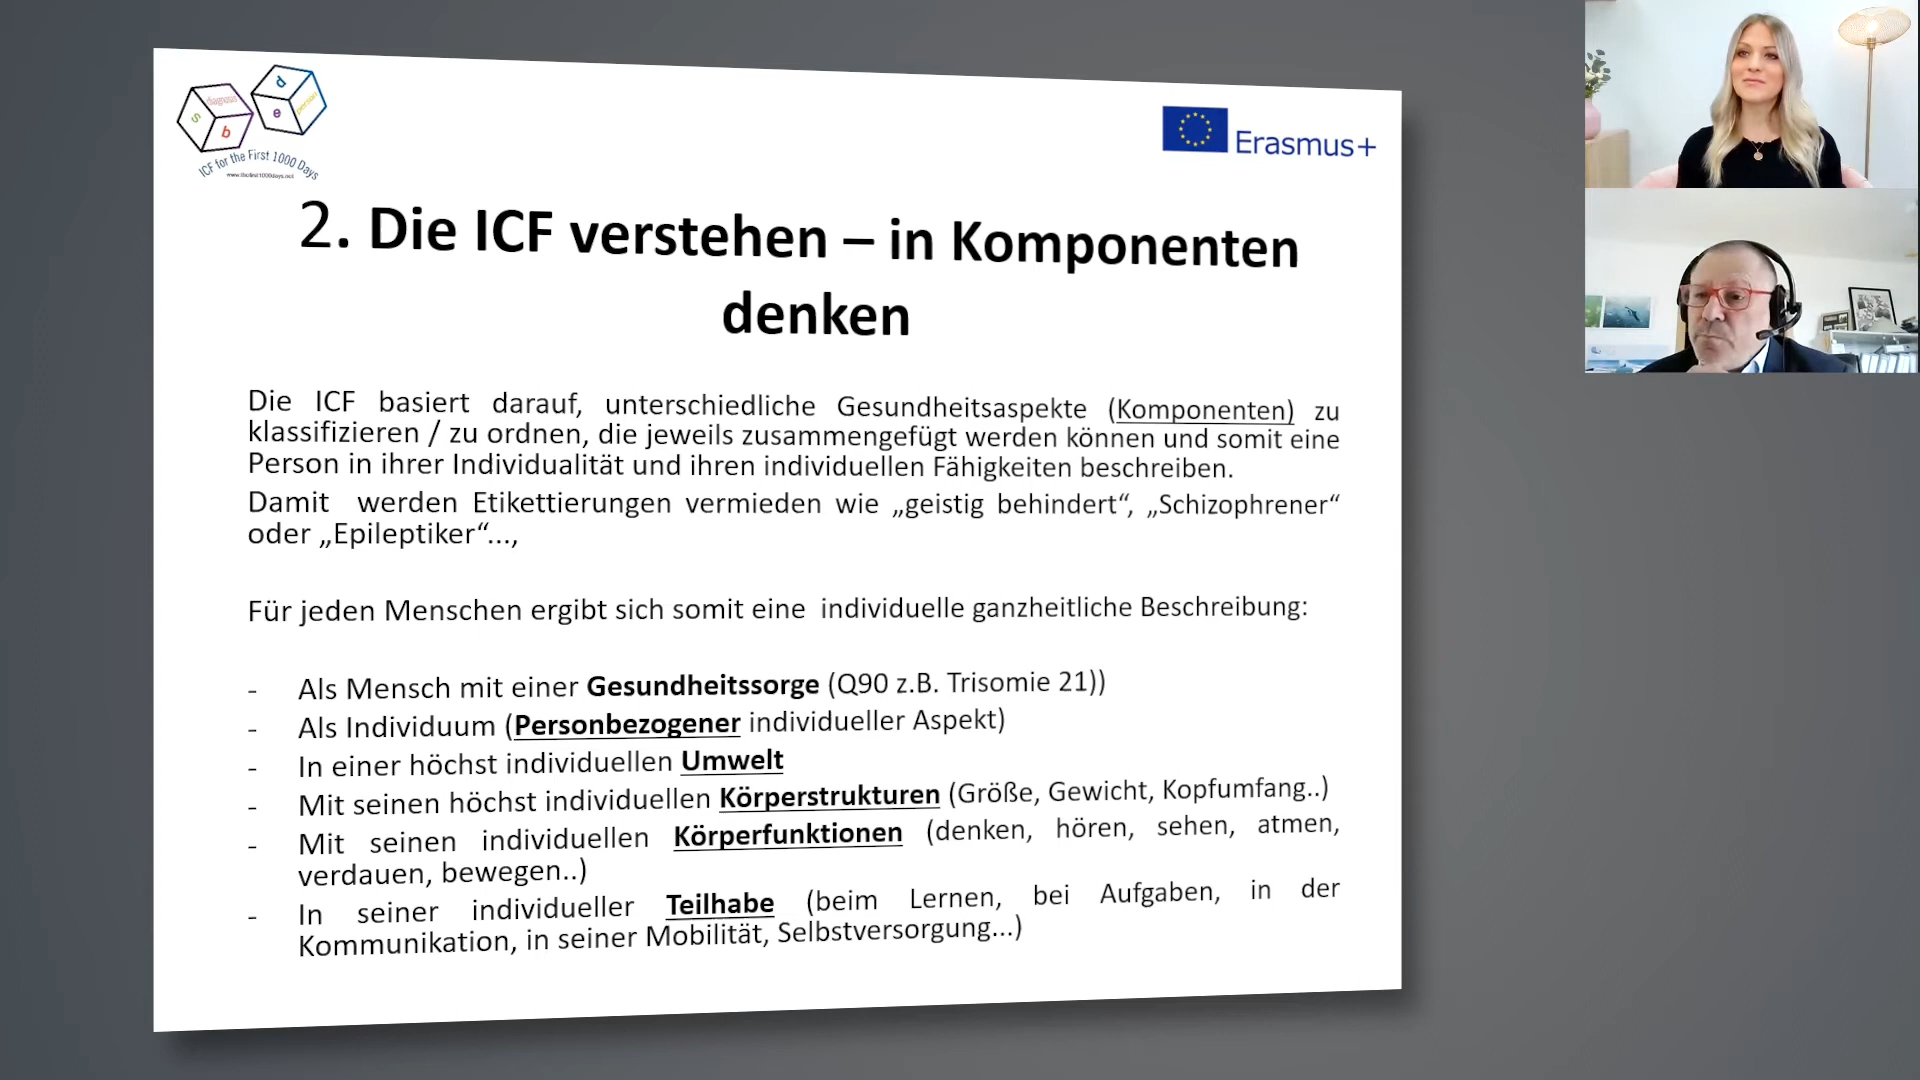 diagnosis
s
b
d
e
person
ICF for the First 1000 Days
www.thefirst1000days.net
Erasmus+
2. Die ICF verstehen – in Komponenten
denken
Die ICF basiert darauf, unterschiedliche Gesundheitsaspekte (Komponenten) zu
klassifizieren / zu ordnen, die jeweils zusammengefügt werden können und somit eine
Person in ihrer Individualität und ihren individuellen Fähigkeiten beschreiben.
Damit werden Etikettierungen vermieden wie „geistig behindert“, „Schizophrener“
oder „Epileptiker“...,
Für jeden Menschen ergibt sich somit eine individuelle ganzheitliche Beschreibung:
- Als Mensch mit einer Gesundheitssorge (Q90 z.B. Trisomie 21))
- Als Individuum (Personbezogener individueller Aspekt)
- In einer höchst individuellen Umwelt
- Mit seinen höchst individuellen Körperstrukturen (Größe, Gewicht, Kopfumfang..)
- Mit seinen individuellen Körperfunktionen (denken, hören, sehen, atmen,
verdauen, bewegen..)
- In seiner individueller Teilhabe (beim Lernen, bei Aufgaben, in der
Kommunikation, in seiner Mobilität, Selbstversorgung...)